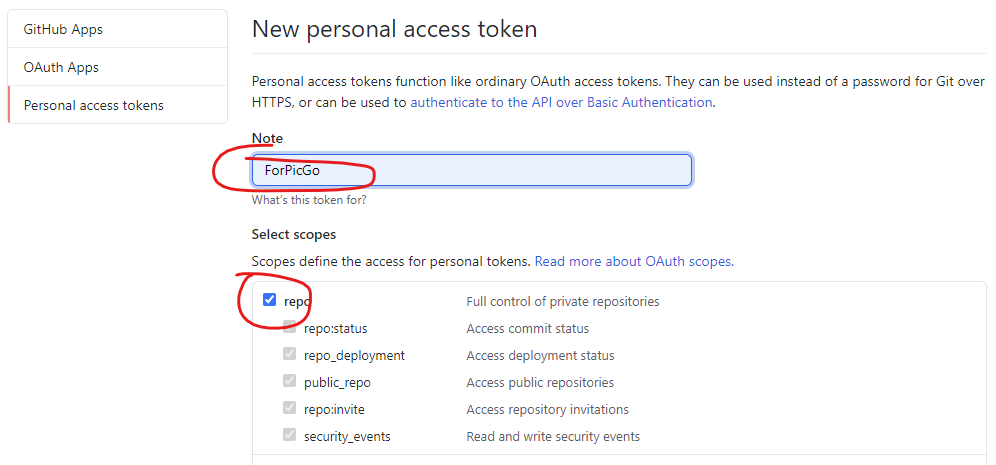 GitHub Apps
OAuth Apps
Personal access tokens
New personal access token
Personal access tokens function like ordinary OAuth access tokens. They can be used instead of a password for Git over
HTTPS, or can be used to authenticate to the API over Basic Authentication.
Note
ForPicGo
What's this token for?
Select scopes
Scopes define the access for personal tokens. Read more about OAuth scopes.
repo Full control of private repositories
repo:status Access commit status
repo_deployment Access deployment status
public_repo Access public repositories
repo:invite Access repository invitations
security_events Read and write security events